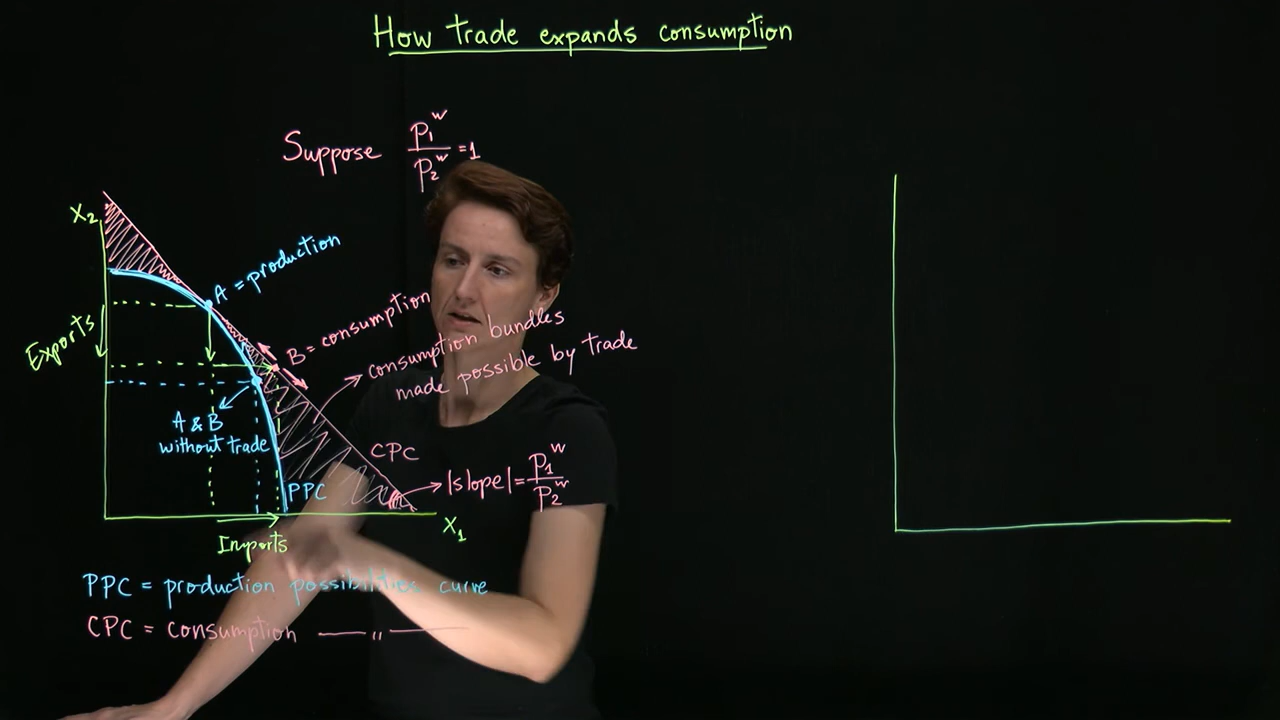 How trade expands consumption
Suppose P₁ʷ/P₂ʷ = 1
X₂
A = production
Exports
B = consumption
consumption bundles
made possible by trade
A & B
without trade
CPC
|slope| = P₁ʷ/P₂ʷ
PPC
X₁
Imports
PPC = production possibilities curve
CPC = consumption —— " ——